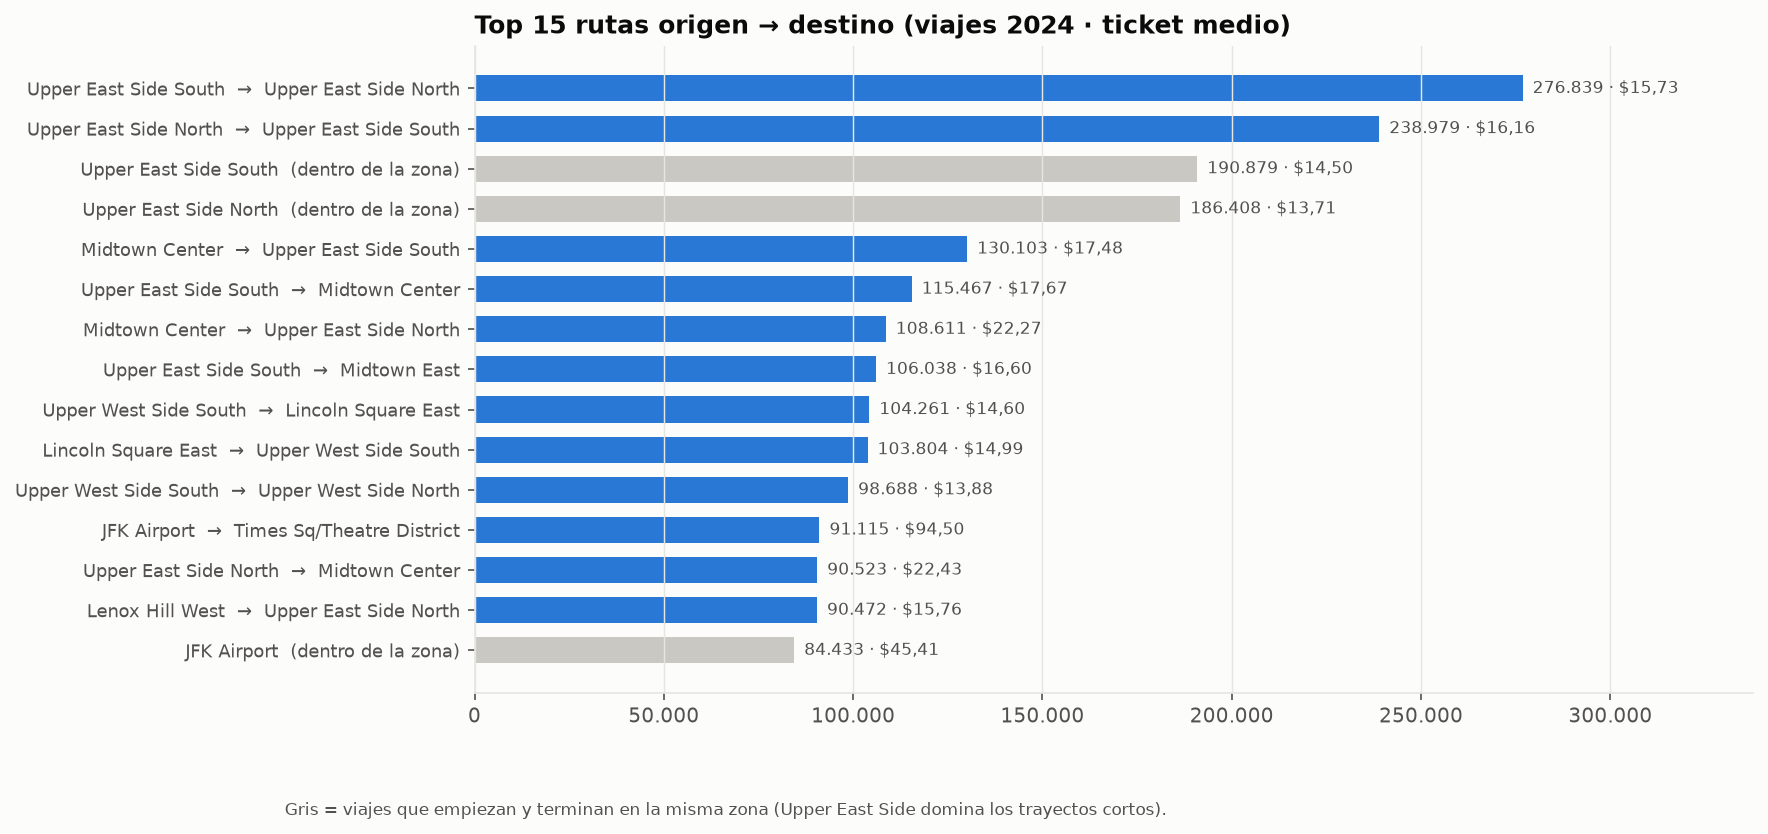 Top 15 rutas origen → destino (viajes 2024 · ticket medio)
Upper East Side South → Upper East Side North 276.839 · $15,73
Upper East Side North → Upper East Side South 238.979 · $16,16
Upper East Side South (dentro de la zona) 190.879 · $14,50
Upper East Side North (dentro de la zona) 186.408 · $13,71
Midtown Center → Upper East Side South 130.103 · $17,48
Upper East Side South → Midtown Center 115.467 · $17,67
Midtown Center → Upper East Side North 108.611 · $22,27
Upper East Side South → Midtown East 106.038 · $16,60
Upper West Side South → Lincoln Square East 104.261 · $14,60
Lincoln Square East → Upper West Side South 103.804 · $14,99
Upper West Side South → Upper West Side North 98.688 · $13,88
JFK Airport → Times Sq/Theatre District 91.115 · $94,50
Upper East Side North → Midtown Center 90.523 · $22,43
Lenox Hill West → Upper East Side North 90.472 · $15,76
JFK Airport (dentro de la zona) 84.433 · $45,41
0 50.000 100.000 150.000 200.000 250.000 300.000
Gris = viajes que empiezan y terminan en la misma zona (Upper East Side domina los trayectos cortos).